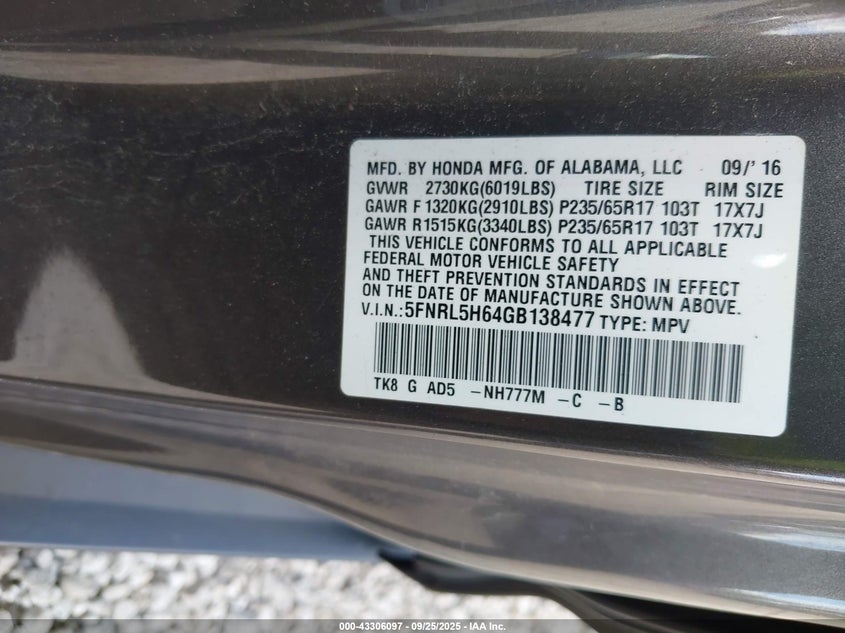 MFD. BY HONDA MFG. OF ALABAMA, LLC 09/'16
GVWR 2730KG(6019LBS) TIRE SIZE RIM SIZE
GAWR F 1320KG(2910LBS) P235/65R17 103T 17X7J
GAWR R1515KG(3340LBS) P235/65R17 103T 17X7J
THIS VEHICLE CONFORMS TO ALL APPLICABLE
FEDERAL MOTOR VEHICLE SAFETY
AND THEFT PREVENTION STANDARDS IN EFFECT
ON THE DATE OF MANUFACTURE SHOWN ABOVE.
V.I.N.:5FNRL5H64GB138477 TYPE: MPV
TK8 G AD5 -NH777M -C -B
000-43306097 - 09/25/2025 - IAA Inc.